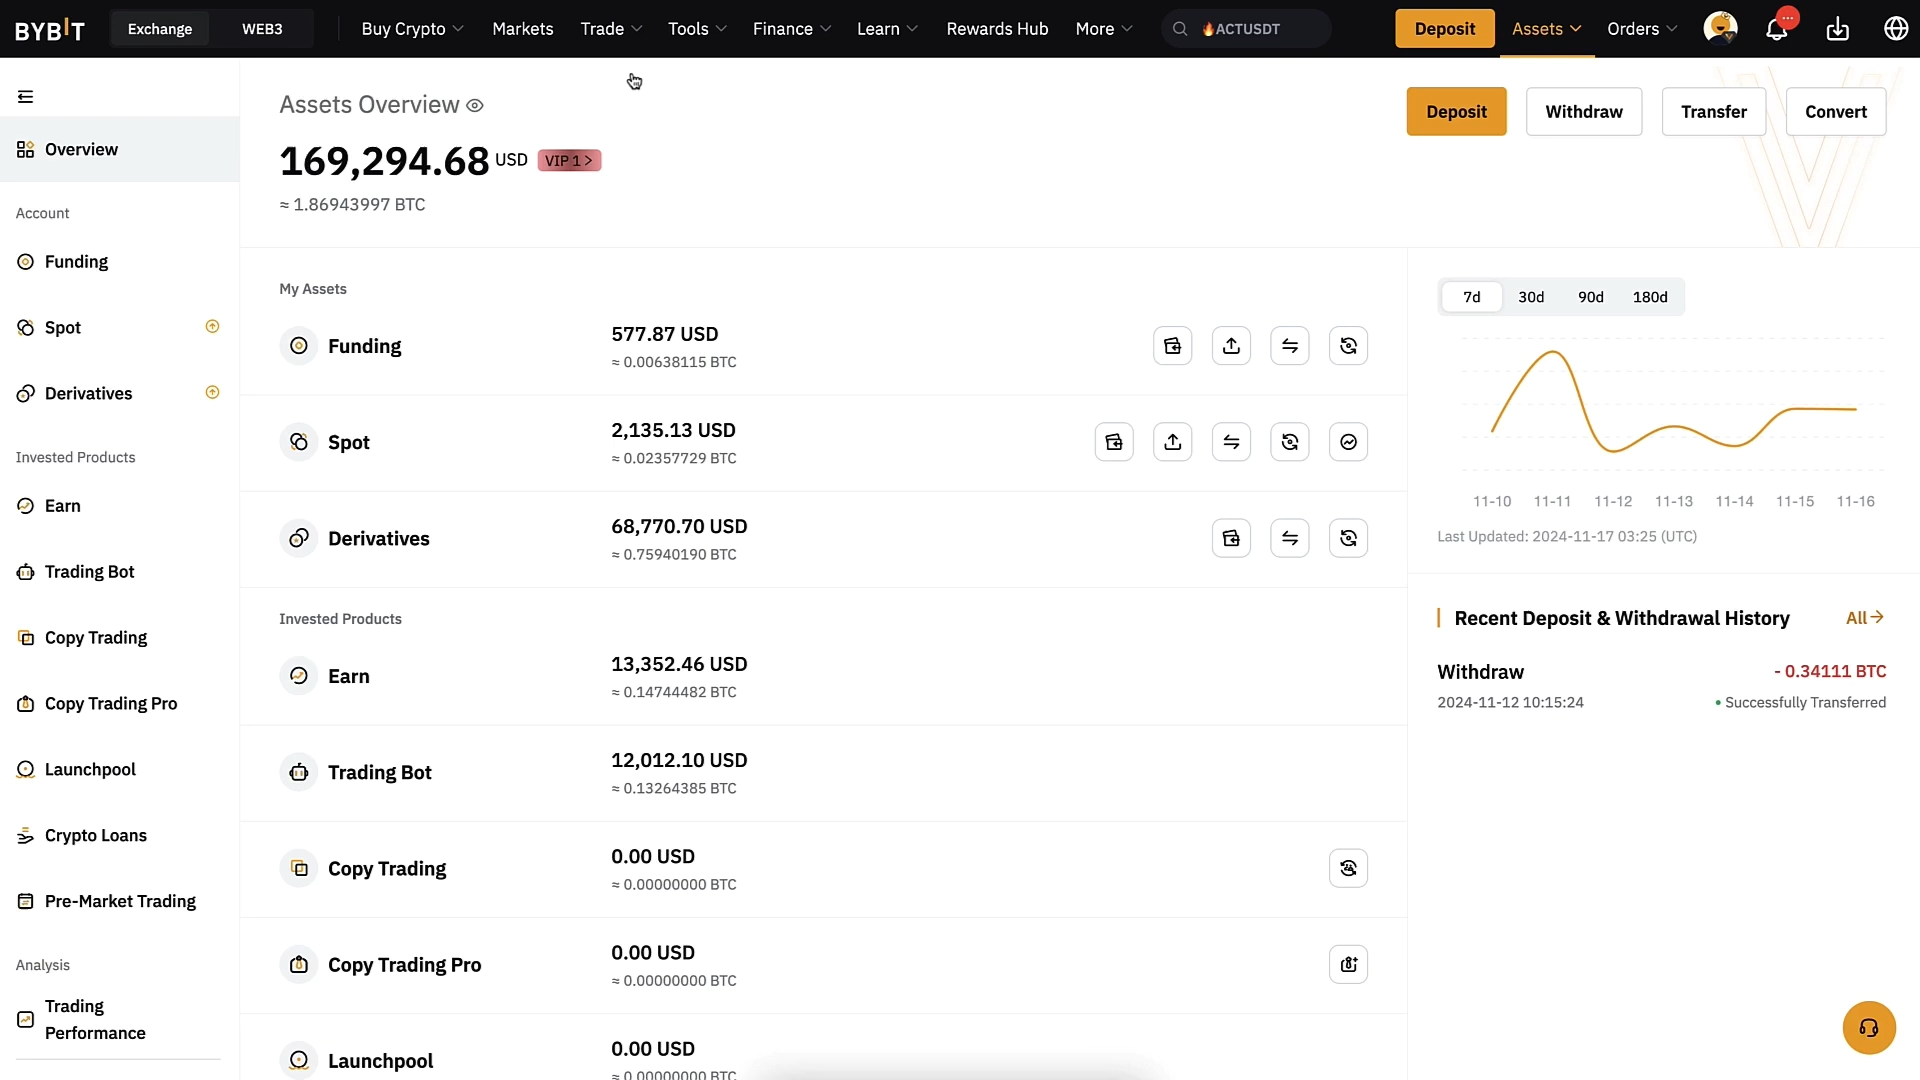 BYBIT
Exchange
WEB3
Buy Crypto
Markets
Trade
Tools
Finance
Learn
Rewards Hub
More
🔥ACTUSDT
Deposit
Assets
Orders
Overview
Account
Funding
Spot
Derivatives
Invested Products
Earn
Trading Bot
Copy Trading
Copy Trading Pro
Launchpool
Crypto Loans
Pre-Market Trading
Analysis
Trading
Performance
Assets Overview
169,294.68 USD VIP 1 >
≈ 1.86943997 BTC
Deposit
Withdraw
Transfer
Convert
My Assets
Funding
577.87 USD
≈ 0.00638115 BTC
Spot
2,135.13 USD
≈ 0.02357729 BTC
Derivatives
68,770.70 USD
≈ 0.75940190 BTC
Invested Products
Earn
13,352.46 USD
≈ 0.14744482 BTC
Trading Bot
12,012.10 USD
≈ 0.13264385 BTC
Copy Trading
0.00 USD
≈ 0.00000000 BTC
Copy Trading Pro
0.00 USD
≈ 0.00000000 BTC
Launchpool
0.00 USD
≈ 0.00000000 BTC
7d 30d 90d 180d
11-10 11-11 11-12 11-13 11-14 11-15 11-16
Last Updated: 2024-11-17 03:25 (UTC)
Recent Deposit & Withdrawal History All →
Withdraw - 0.34111 BTC
2024-11-12 10:15:24 • Successfully Transferred